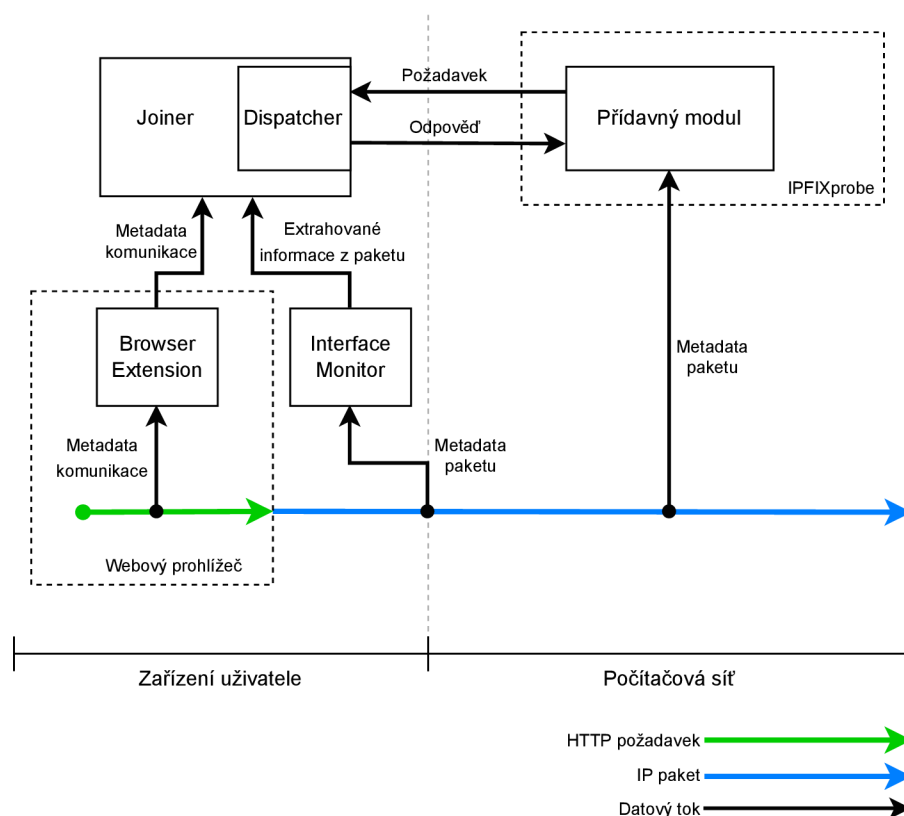 Joiner
Dispatcher
Požadavek
Odpověď
Přídavný modul
IPFIXprobe
Metadata
komunikace
Extrahované
informace z paketu
Browser
Extension
Interface
Monitor
Metadata
paketu
Metadata
komunikace
Metadata
paketu
Webový prohlížeč
Zařízení uživatele
Počítačová síť
HTTP požadavek
IP paket
Datový tok